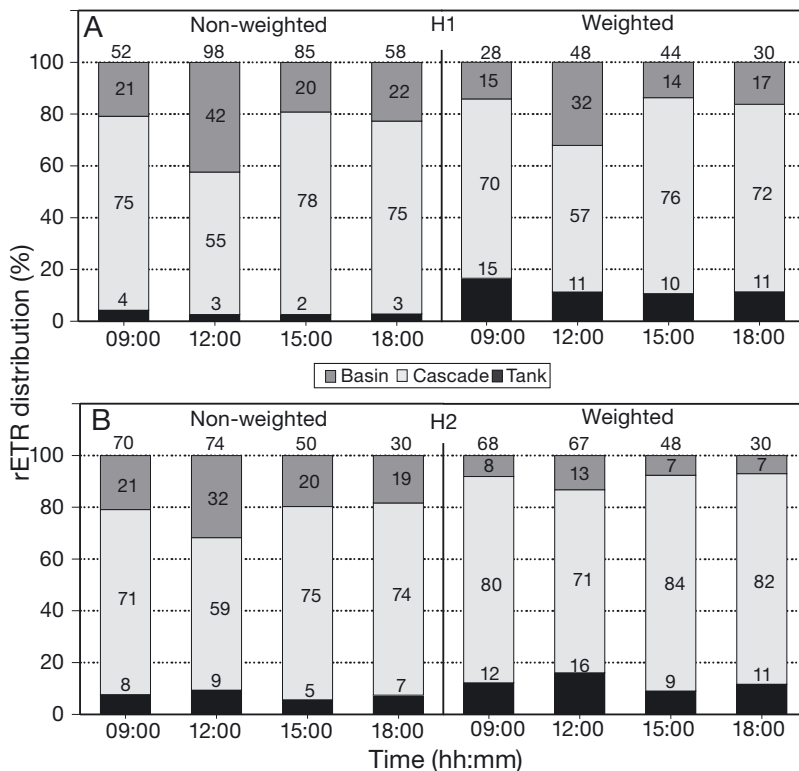 A Non-weighted H1 Weighted
52 98 85 58 28 48 44 30
100
80
60
40
20
0
21 42 20 22 15 32 14 17
75 55 78 75 70 57 76 72
4 3 2 3 15 11 10 11
09:00 12:00 15:00 18:00 09:00 12:00 15:00 18:00
Basin Cascade Tank
rETR distribution (%)
B Non-weighted H2 Weighted
70 74 50 30 68 67 48 30
100
80
60
40
20
0
21 32 20 19 8 13 7 7
71 59 75 74 80 71 84 82
8 9 5 7 12 16 9 11
09:00 12:00 15:00 18:00 09:00 12:00 15:00 18:00
Time (hh:mm)